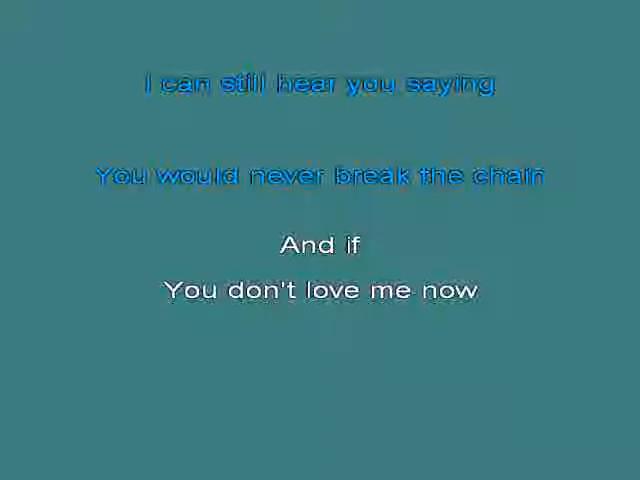 I can still hear you saying
You would never break the chain
And if
You don't love me now